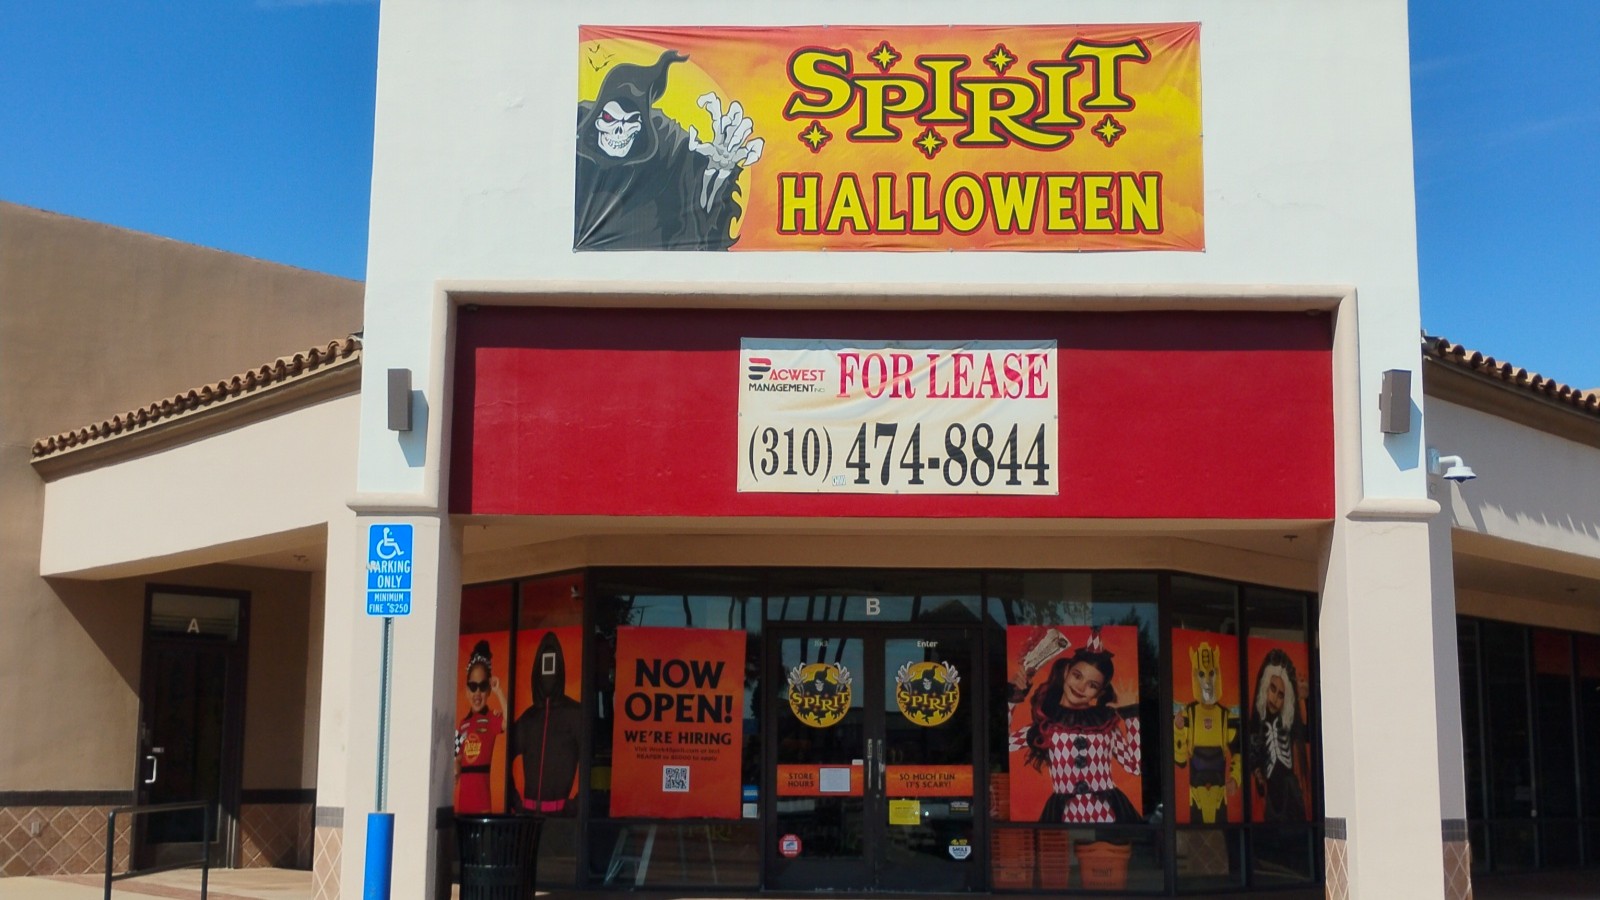 SPIRIT
HALLOWEEN
PACWEST
MANAGEMENT INC.
FOR LEASE
(310) 474-8844
PARKING
ONLY
MINIMUM
FINE $250
A
B
NOW
OPEN!
WE'RE HIRING
Enter
SPIRIT
SPIRIT
STORE
HOURS
SO MUCH FUN
IT'S SCARY!
SMILE